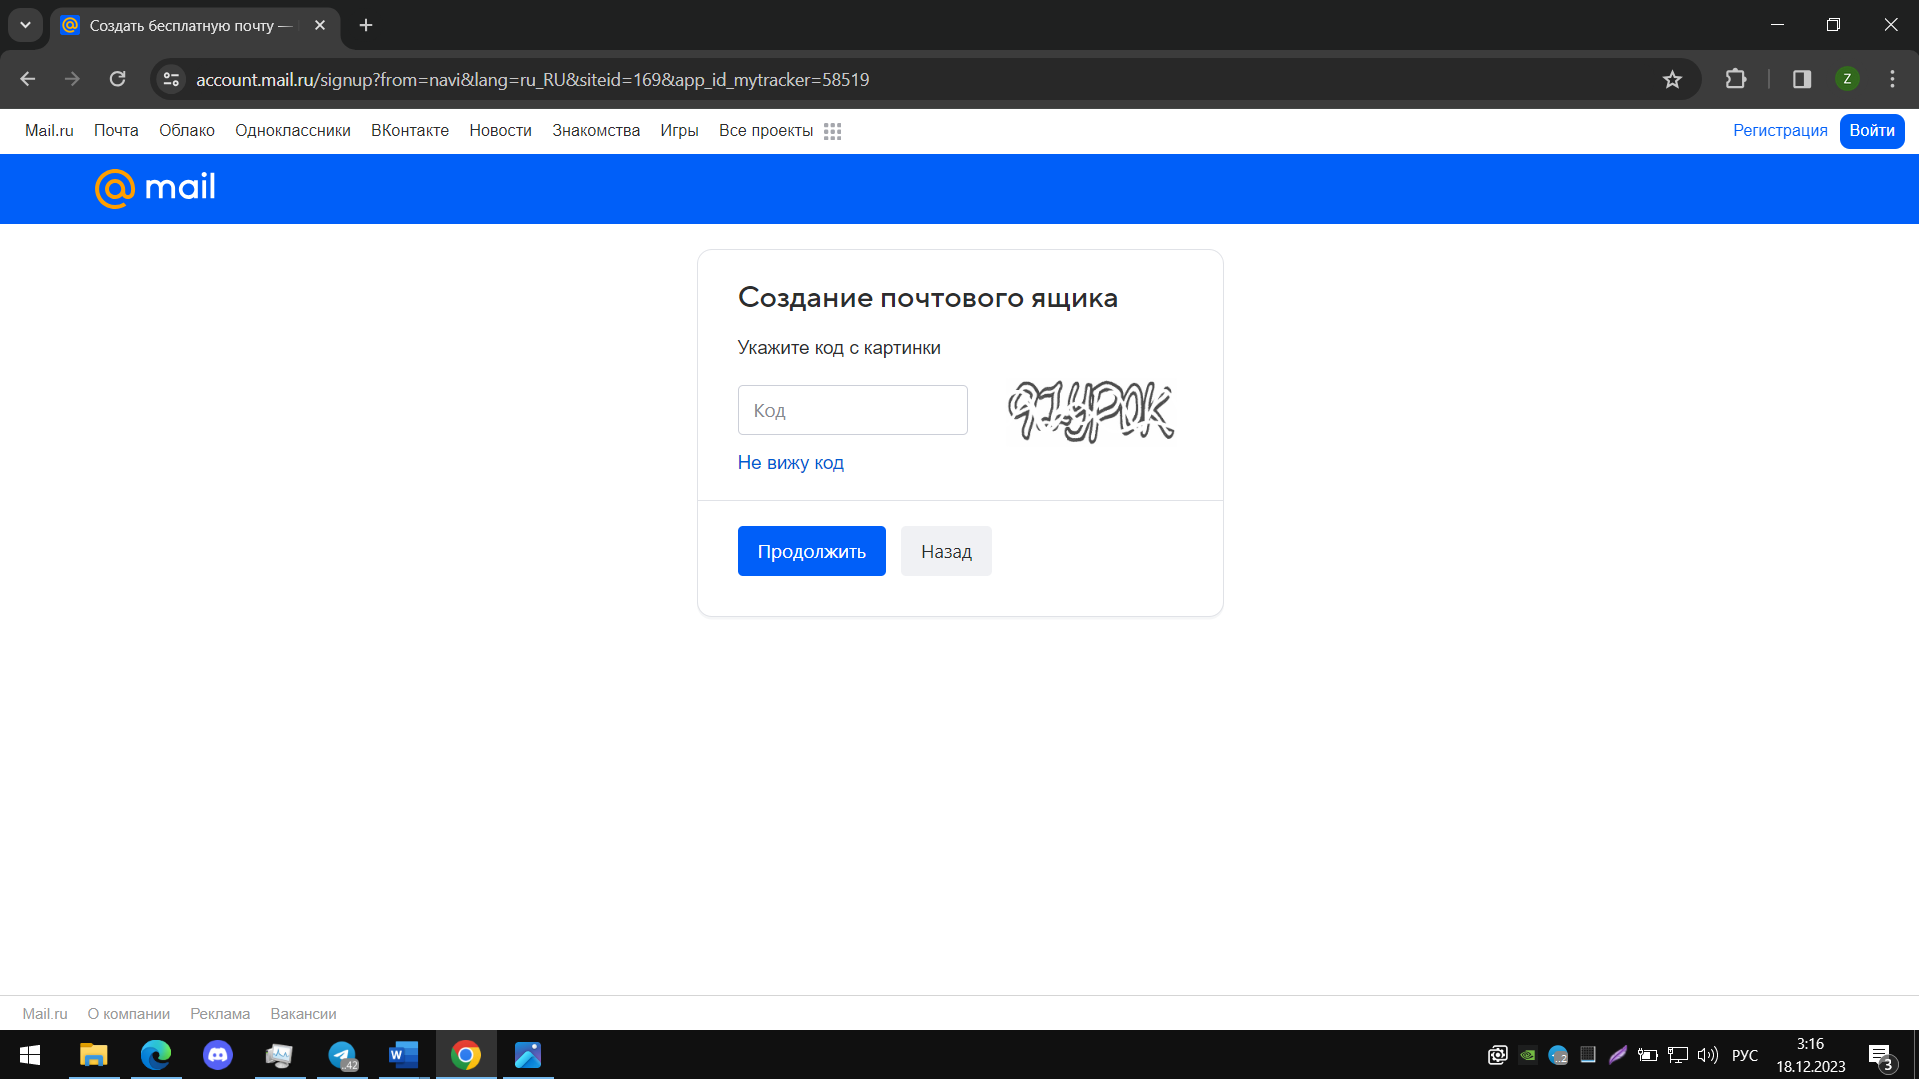 Создать бесплатную почту —
account.mail.ru/signup?from=navi&lang=ru_RU&siteid=169&app_id_mytracker=58519
Z
Mail.ru Почта Облако Одноклассники ВКонтакте Новости Знакомства Игры Все проекты Регистрация Войти
@mail
Создание почтового ящика
Укажите код с картинки
Код
Не вижу код
Продолжить Назад
Mail.ru О компании Реклама Вакансии
42
W
..2
РУС
3:16
18.12.2023
3